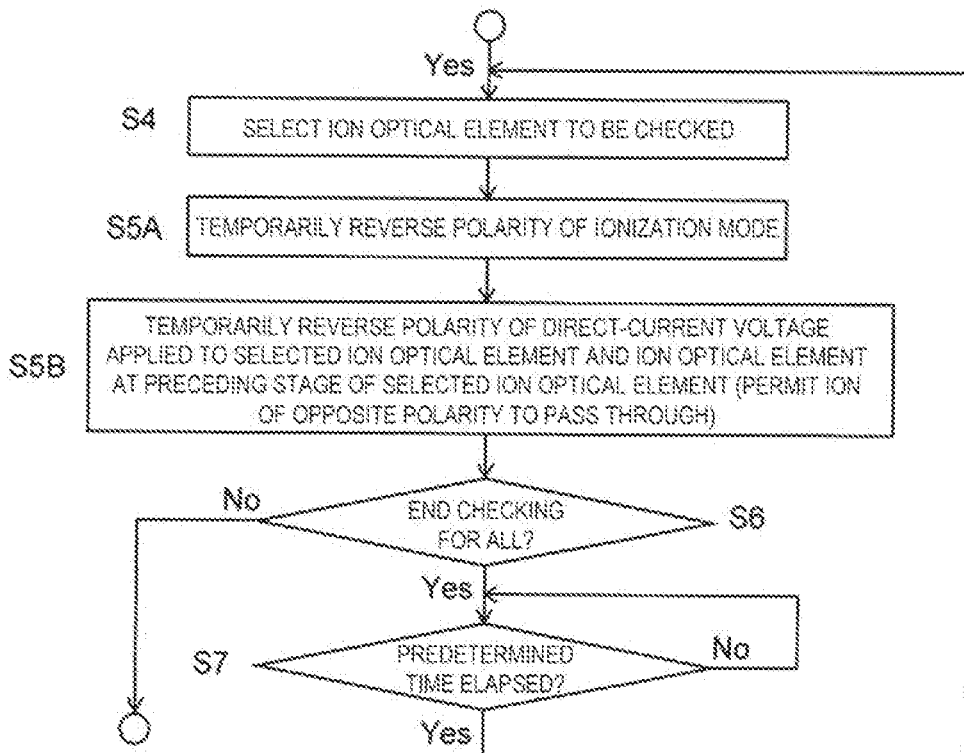 Yes
S4
SELECT ION OPTICAL ELEMENT TO BE CHECKED
S5A
TEMPORARILY REVERSE POLARITY OF IONIZATION MODE
S5B
TEMPORARILY REVERSE POLARITY OF DIRECT-CURRENT VOLTAGE
APPLIED TO SELECTED ION OPTICAL ELEMENT AND ION OPTICAL ELEMENT
AT PRECEDING STAGE OF SELECTED ION OPTICAL ELEMENT (PERMIT ION
OF OPPOSITE POLARITY TO PASS THROUGH)
No
END CHECKING
FOR ALL?
S6
Yes
S7
PREDETERMINED
TIME ELAPSED?
No
Yes